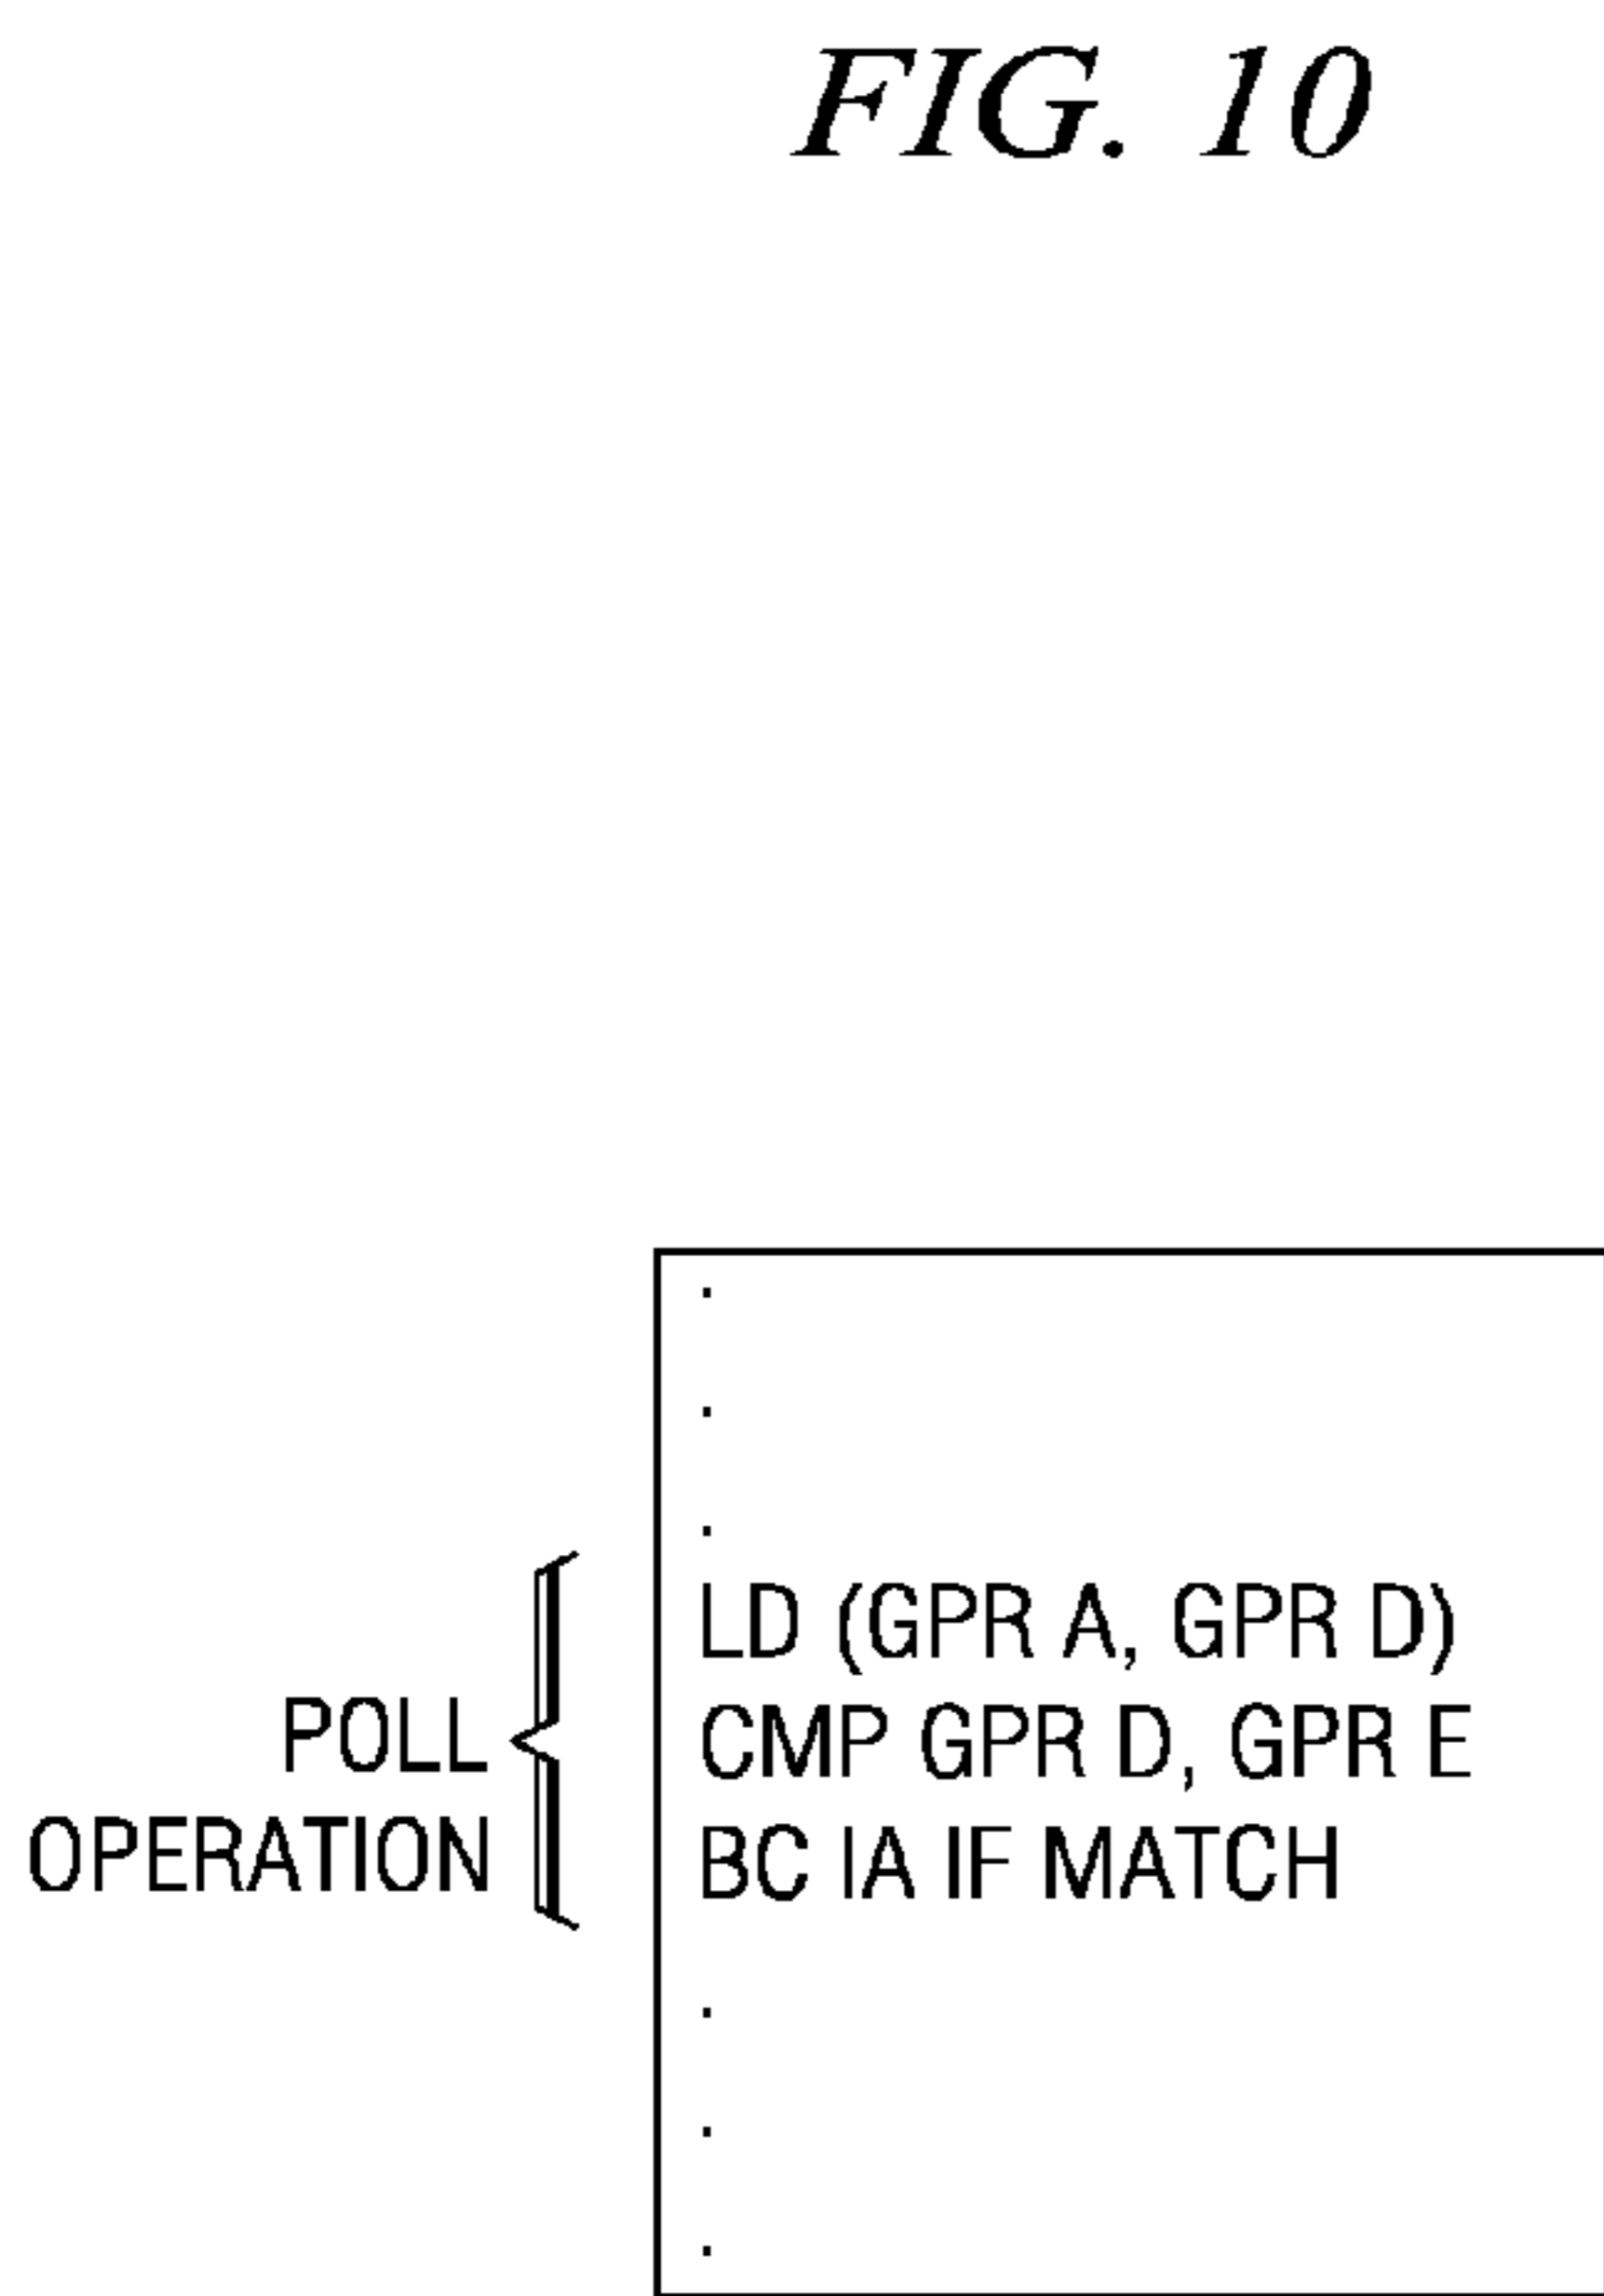 FIG. 10
.
.
.
LD (GPR A, GPR D)
CMP GPR D, GPR E
BC IA IF MATCH
.
.
.
POLL
OPERATION